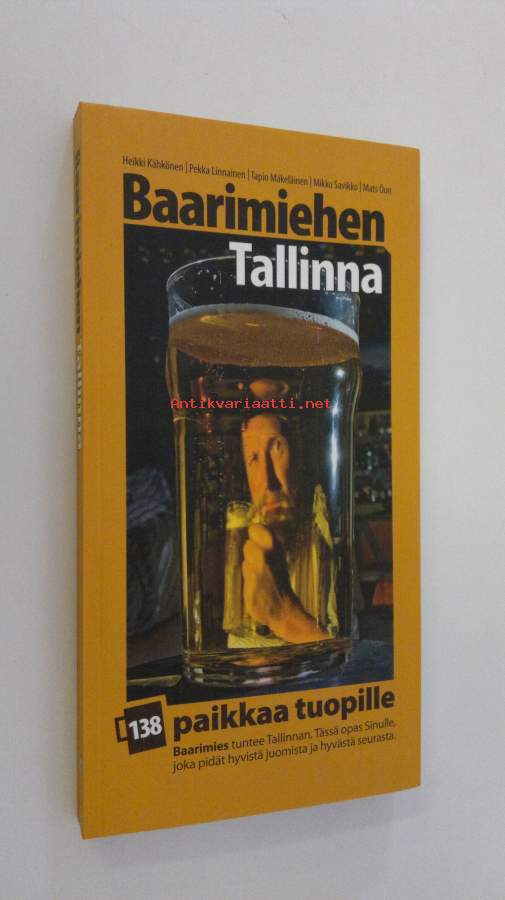 Heikki Kähkönen | Pekka Linnainen | Tapio Mäkeläinen | Mikko Savikko | Mats Õun
Baarimiehen
Tallinna
Antikvariaatti.net
138 paikkaa tuopille
Baarimies tuntee Tallinnan. Tässä opas Sinulle,
joka pidät hyvistä juomista ja hyvästä seurasta.
Baarimiehen Tallinna